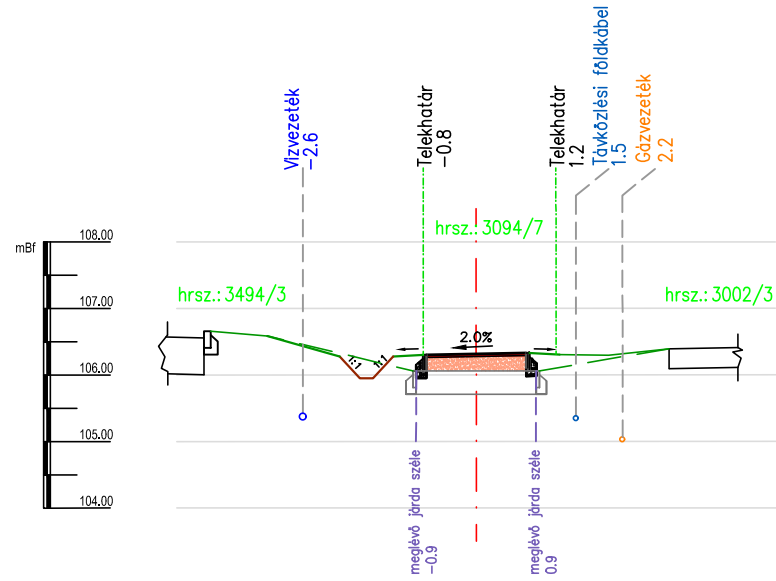 Vízvezeték
-2.6
Telekhatár
-0.8
Telekhatár
1.2
Távközlési földkábel
1.5
Gázvezeték
2.2
hrsz.: 3094/7
mBf
108.00
107.00
106.00
105.00
104.00
hrsz.: 3494/3
hrsz.: 3002/3
2.0%
1:1
1:1
meglévő járda széle
-0.9
meglévő járda széle
0.9